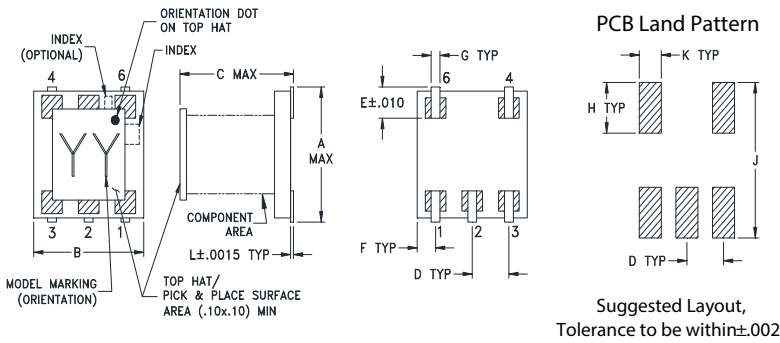 ORIENTATION DOT
ON TOP HAT
INDEX
(OPTIONAL)
INDEX
4
6
YY
3
2
1
B
MODEL MARKING
(ORIENTATION)
C MAX
A
MAX
COMPONENT
AREA
L±.0015 TYP
TOP HAT/
PICK & PLACE SURFACE
AREA (.10x.10) MIN
G TYP
6
4
E±.010
1
2
3
F TYP
D TYP
PCB Land Pattern
K TYP
H TYP
J
D TYP
Suggested Layout,
Tolerance to be within±.002